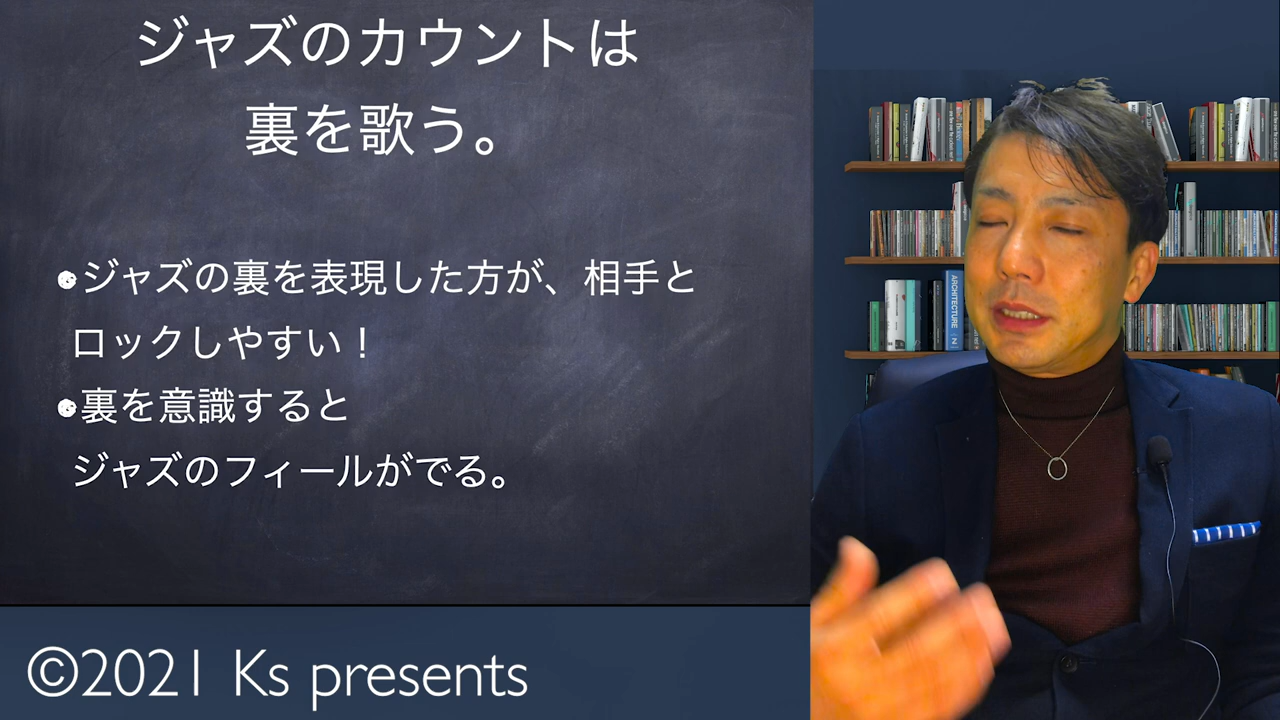 ジャズのカウントは
裏を歌う。
•ジャズの裏を表現した方が、相手と
ロックしやすい！
•裏を意識すると
ジャズのフィールがでる。
©2021 Ks presents
ARCHITECTURE